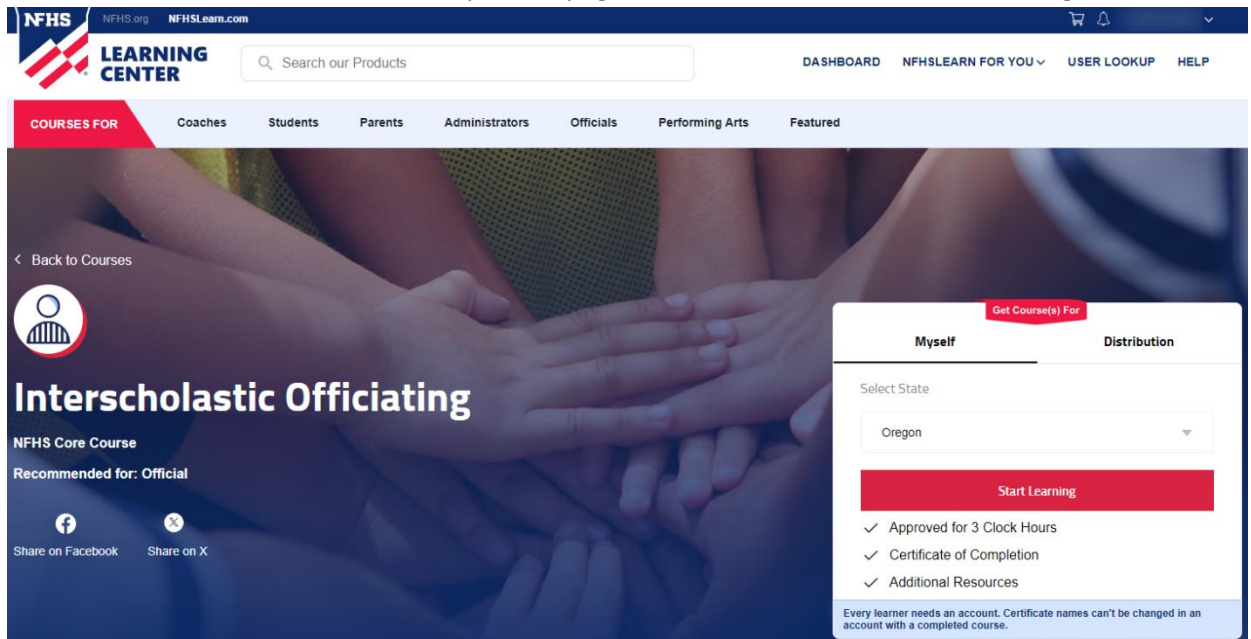 NFHS NFHS.org NFHSLearn.com
LEARNING
CENTER
Search our Products
DASHBOARD NFHSLEARN FOR YOU USER LOOKUP HELP
COURSES FOR Coaches Students Parents Administrators Officials Performing Arts Featured
< Back to Courses
Interscholastic Officiating
NFHS Core Course
Recommended for: Official
Share on Facebook Share on X
Get Course(s) For
Myself Distribution
Select State
Oregon
Start Learning
✓ Approved for 3 Clock Hours
✓ Certificate of Completion
✓ Additional Resources
Every learner needs an account. Certificate names can't be changed in an
account with a completed course.